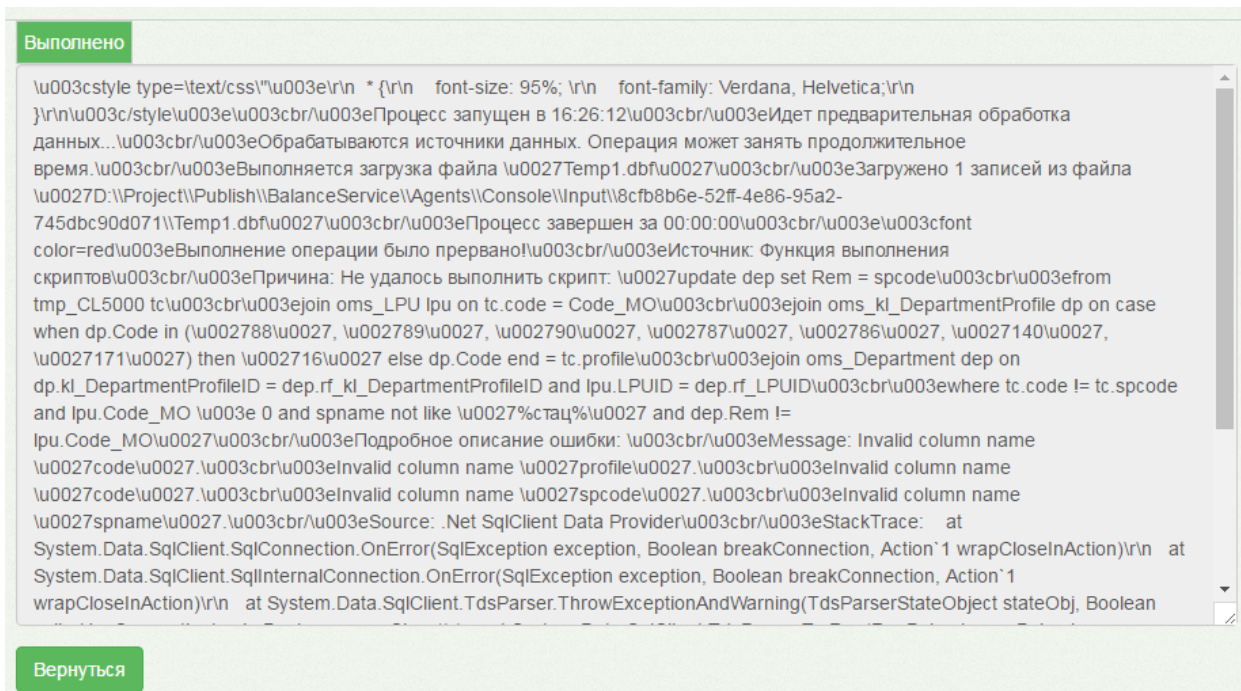 Выполнено
\u003cstyle type=\text/css\"\u003e\r\n * {\r\n font-size: 95%; \r\n font-family: Verdana, Helvetica;\r\n
}\r\n\u003c/style\u003e\u003cbr/\u003eПроцесс запущен в 16:26:12\u003cbr/\u003eИдет предварительная обработка
данных...\u003cbr/\u003eОбрабатываются источники данных. Операция может занять продолжительное
время.\u003cbr/\u003eВыполняется загрузка файла \u0027Temp1.dbf\u0027\u003cbr/\u003eЗагружено 1 записей из файла
\u0027D:\\Project\\Publish\\BalanceService\\Agents\\Console\\Input\\8cfb8b6e-52ff-4e86-95a2-
745dbc90d071\\Temp1.dbf\u0027\u003cbr/\u003eПроцесс завершен за 00:00:00\u003cbr/\u003e\u003cfont
color=red\u003eВыполнение операции было прервано!\u003cbr/\u003eИсточник: Функция выполнения
скриптов\u003cbr/\u003eПричина: Не удалось выполнить скрипт: \u0027update dep set Rem = spcode\u003cbr\u003efrom
tmp_CL5000 tc\u003cbr\u003ejoin oms_LPU lpu on tc.code = Code_MO\u003cbr\u003ejoin oms_kl_DepartmentProfile dp on case
when dp.Code in (\u002788\u0027, \u002789\u0027, \u002790\u0027, \u002787\u0027, \u002786\u0027, \u0027140\u0027,
\u0027171\u0027) then \u002716\u0027 else dp.Code end = tc.profile\u003cbr\u003ejoin oms_Department dep on
dp.kl_DepartmentProfileID = dep.rf_kl_DepartmentProfileID and lpu.LPUID = dep.rf_LPUID\u003cbr\u003ewhere tc.code != tc.spcode
and lpu.Code_MO \u003e 0 and spname not like \u0027%стац%\u0027 and dep.Rem !=
lpu.Code_MO\u0027\u003cbr/\u003eПодробное описание ошибки: \u003cbr/\u003eMessage: Invalid column name
\u0027code\u0027.\u003cbr\u003eInvalid column name \u0027profile\u0027.\u003cbr\u003eInvalid column name
\u0027code\u0027.\u003cbr\u003eInvalid column name \u0027spcode\u0027.\u003cbr\u003eInvalid column name
\u0027spname\u0027.\u003cbr/\u003eSource: .Net SqlClient Data Provider\u003cbr/\u003eStackTrace: at
System.Data.SqlClient.SqlConnection.OnError(SqlException exception, Boolean breakConnection, Action`1 wrapCloseInAction)\r\n at
System.Data.SqlClient.SqlInternalConnection.OnError(SqlException exception, Boolean breakConnection, Action`1
wrapCloseInAction)\r\n at System.Data.SqlClient.TdsParser.ThrowExceptionAndWarning(TdsParserStateObject stateObj, Boolean
Вернуться